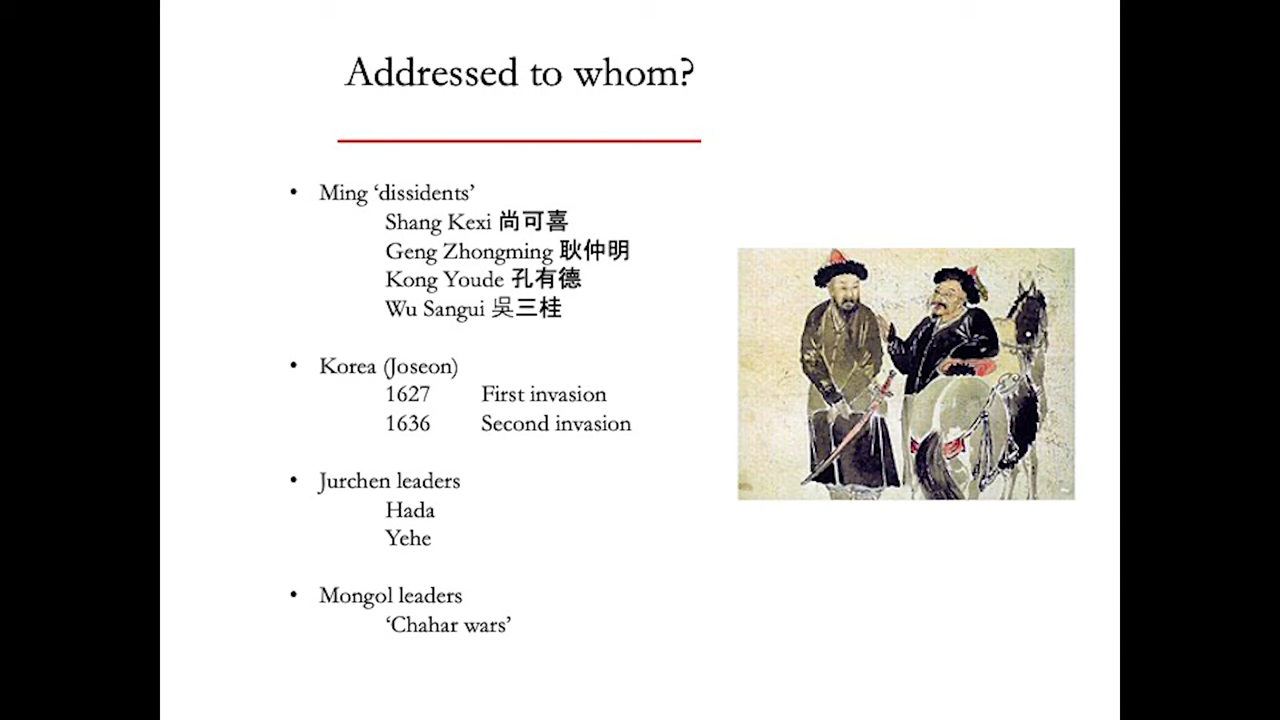 Addressed to whom?
• Ming ‘dissidents’
Shang Kexi 尚可喜
Geng Zhongming 耿仲明
Kong Youde 孔有德
Wu Sangui 吳三桂
• Korea (Joseon)
1627 First invasion
1636 Second invasion
• Jurchen leaders
Hada
Yehe
• Mongol leaders
‘Chahar wars’